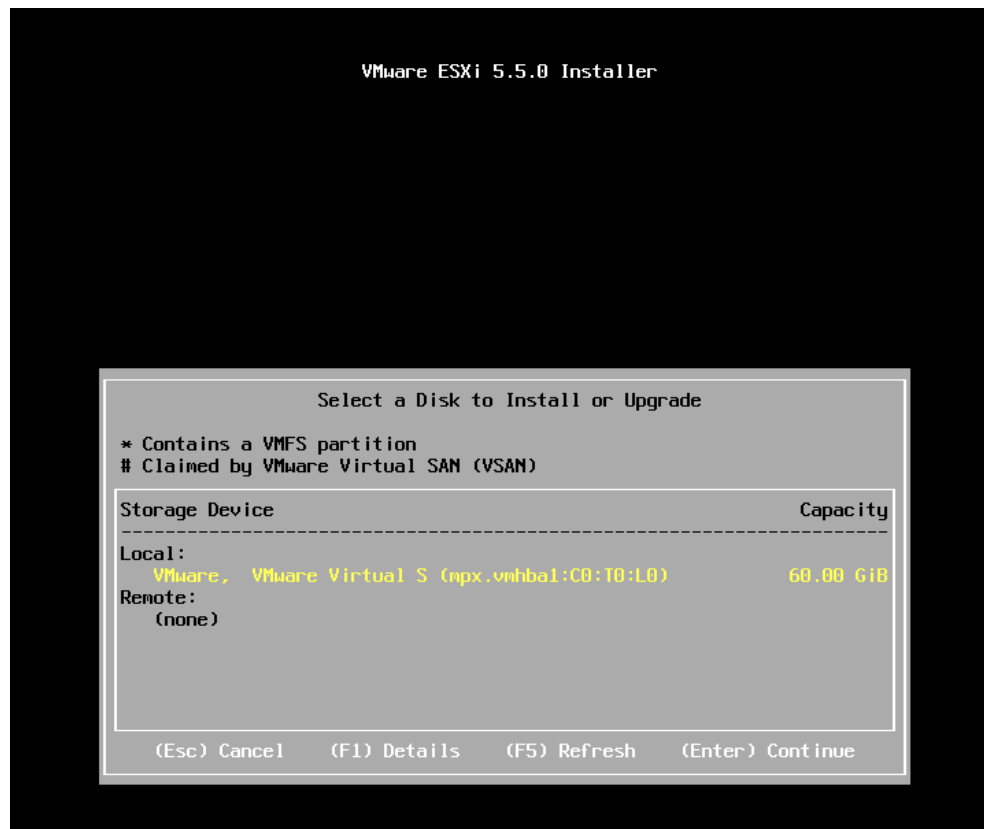 VMware ESXi 5.5.0 Installer
Select a Disk to Install or Upgrade
* Contains a VMFS partition
# Claimed by VMware Virtual SAN (VSAN)
Storage Device Capacity
--------------------------------------------------------------------------------
Local:
VMware, VMware Virtual S (mpx.vmhba1:C0:T0:L0) 60.00 GiB
Remote:
(none)
(Esc) Cancel (F1) Details (F5) Refresh (Enter) Continue